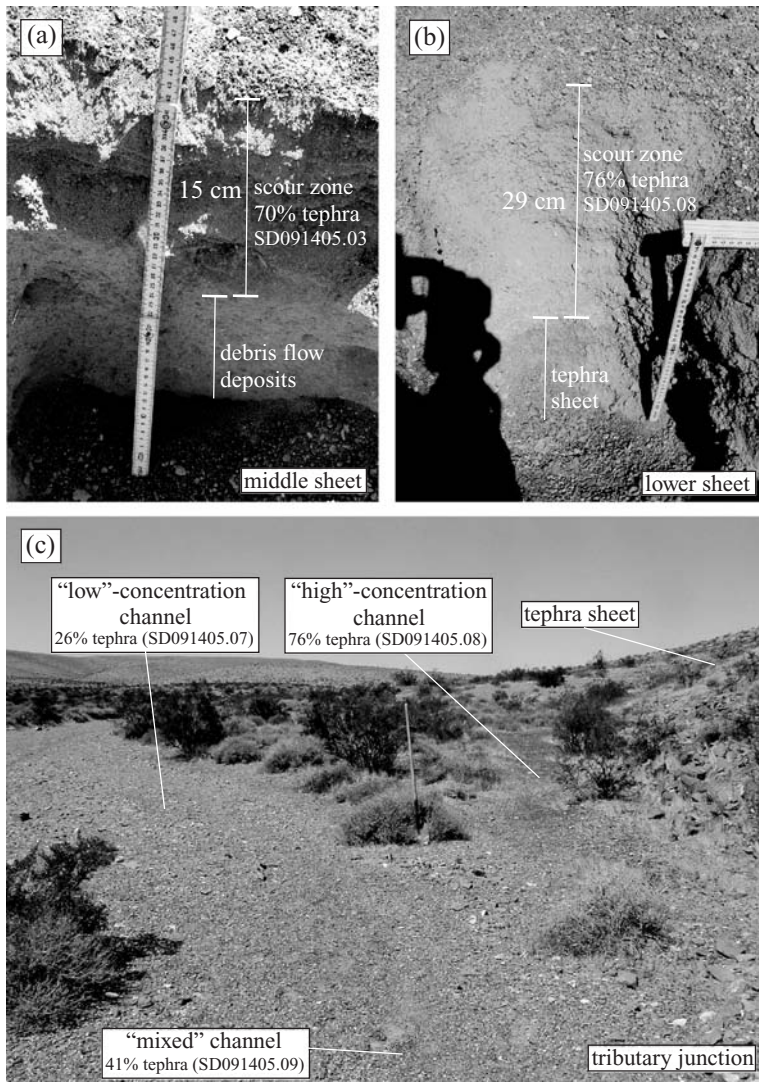 (a)
15 cm
scour zone
70% tephra
SD091405.03
debris flow
deposits
middle sheet
(b)
29 cm
scour zone
76% tephra
SD091405.08
tephra
sheet
lower sheet
(c)
“low”-concentration
channel
26% tephra (SD091405.07)
“high”-concentration
channel
76% tephra (SD091405.08)
tephra sheet
“mixed” channel
41% tephra (SD091405.09)
tributary junction